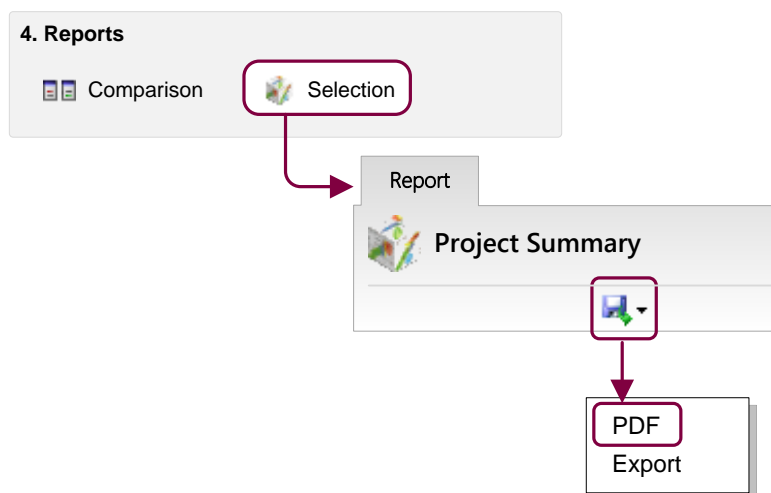 4. Reports
Comparison Selection
Report
Project Summary
PDF
Export